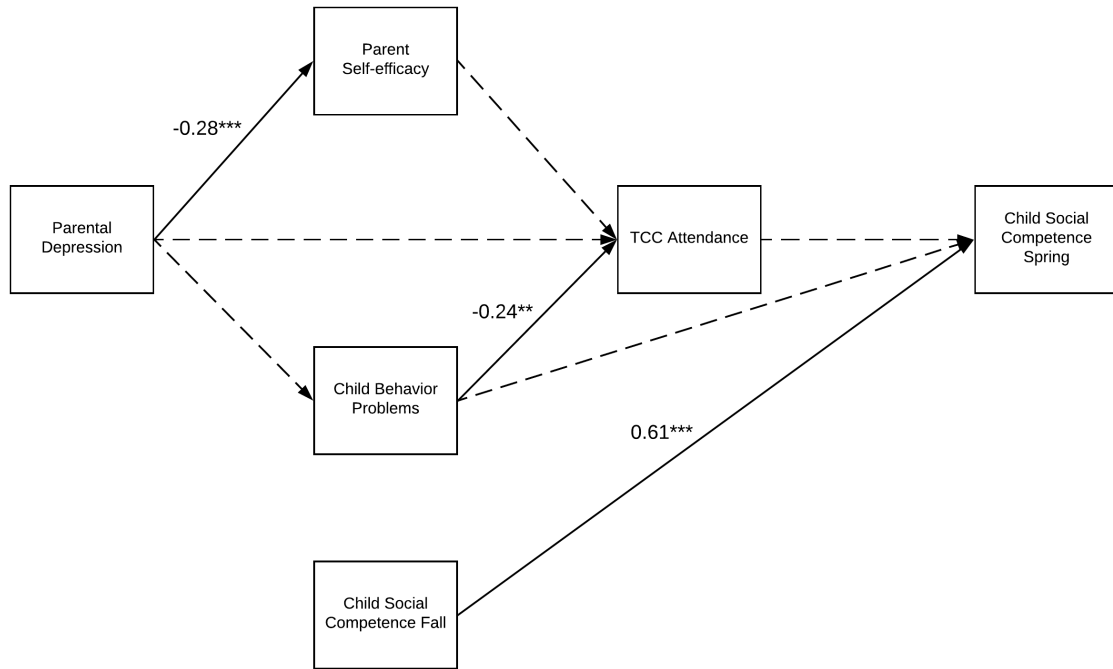 Parent
Self-efficacy
-0.28***
Parental
Depression
TCC Attendance
Child Social
Competence
Spring
-0.24**
Child Behavior
Problems
0.61***
Child Social
Competence Fall